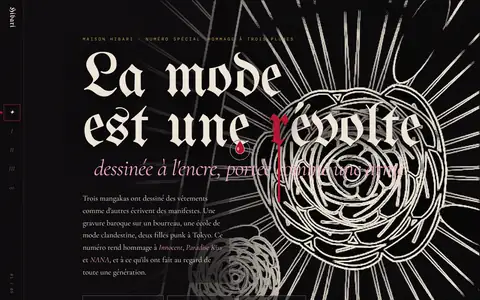 Hibari
MAISON HIBARI · NUMÉRO SPÉCIAL HOMMAGE À TROIS PLUMES
La mode
est une révolte
dessinée à l'encre, portée comme une arme
Trois mangakas ont dessiné des vêtements
comme d'autres écrivent des manifestes. Une
gravure baroque sur un bourreau, une école de
mode clandestine, deux filles punk à Tokyo. Ce
numéro rend hommage à Innocent, Paradise Kiss
et NANA, et à ce qu'ils ont fait au regard de
toute une génération.